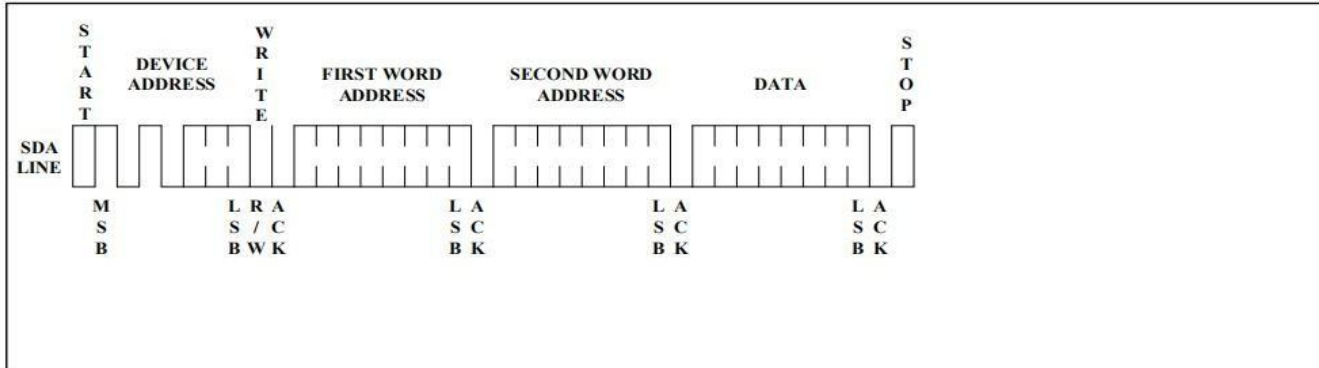 START
DEVICE
ADDRESS
WRITE
FIRST WORD
ADDRESS
SECOND WORD
ADDRESS
DATA
STOP
SDA
LINE
MSB
LSB
R/W
ACK
LSB
ACK
LSB
ACK
LSB
ACK